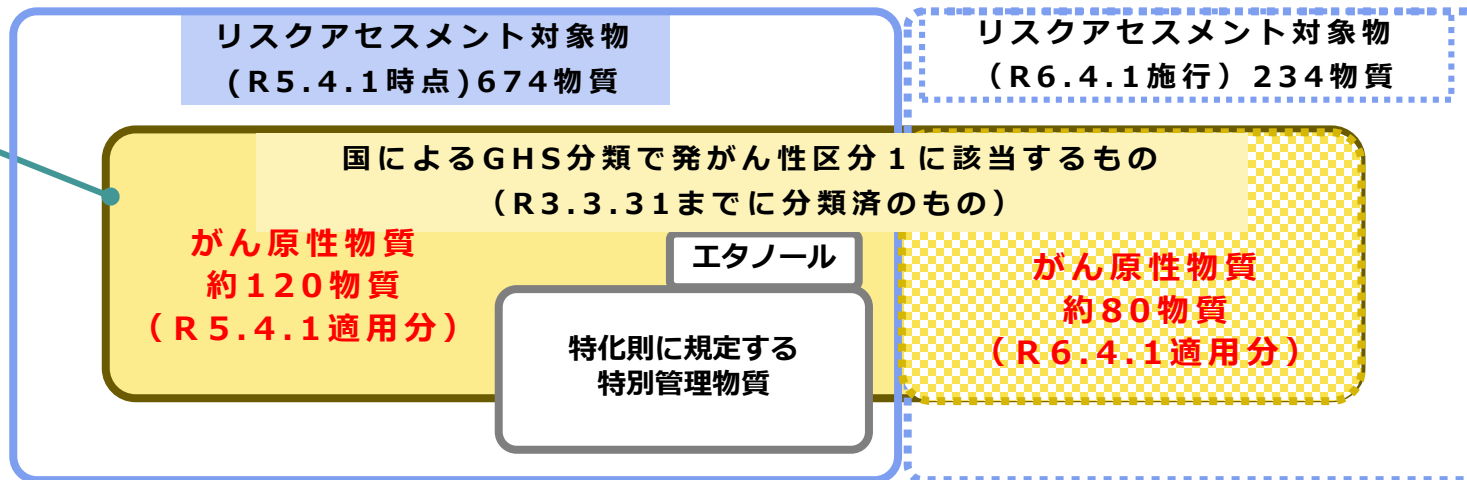 リスクアセスメント対象物
(R5.4.1時点)674物質
リスクアセスメント対象物
（R6.4.1施行）234物質
国によるGHS分類で発がん性区分１に該当するもの
（R3.3.31までに分類済のもの）
がん原性物質
約120物質
（R5.4.1適用分）
エタノール
特化則に規定する
特別管理物質
がん原性物質
約80物質
（R6.4.1適用分）